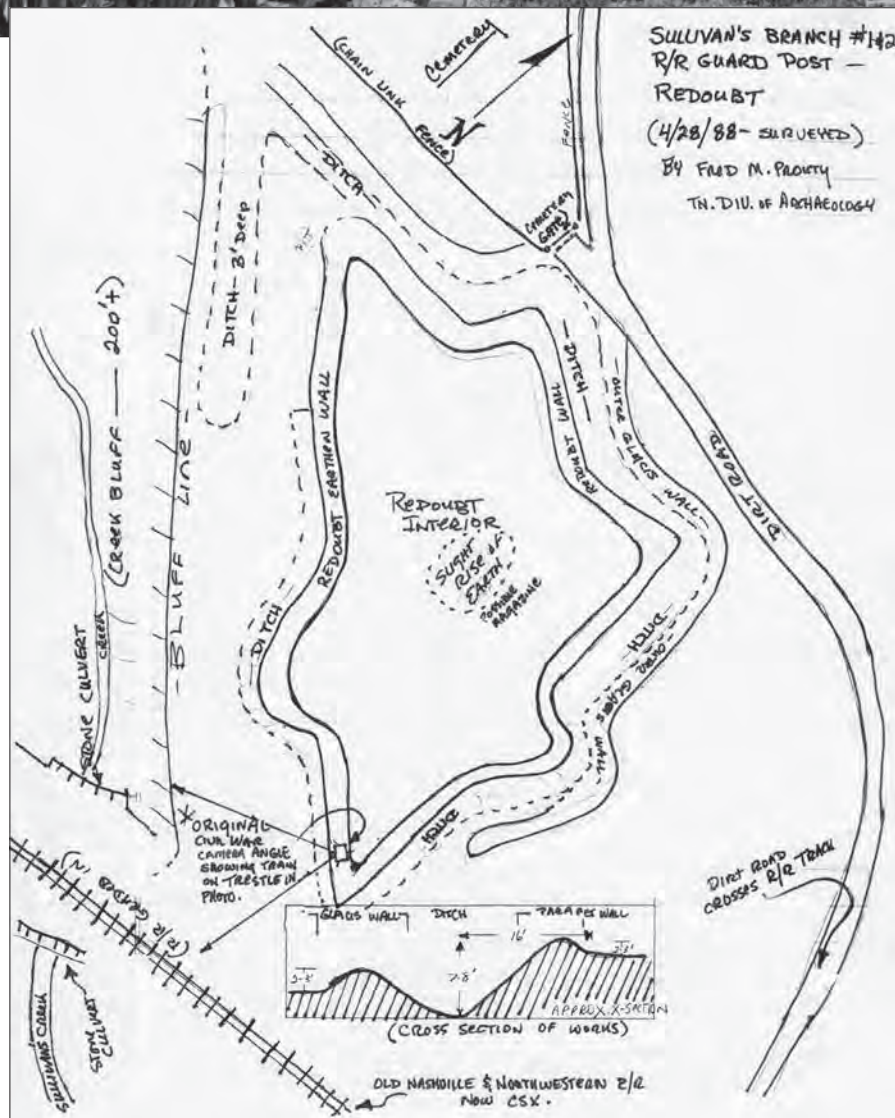 SULLIVAN'S BRANCH #1&2
R/R GUARD POST —
REDOUBT
(4/28/88- SURVEYED)
BY FRED M. PROUTY
TN. DIV. OF ARCHAEOLOGY
(CHAIN LINK
FENCE)
CEMETERY
N
FENCE
CEMETERY
GATE
DITCH
DITCH - 3' DEEP
(CREEK BLUFF — 200'+)
BLUFF LINE
REDOUBT EARTHEN WALL
DITCH
REDOUBT WALL
DITCH
OUTER GLACIS WALL
DIRT ROAD
REDOUBT
INTERIOR
SLIGHT
RISE OF
EARTH
POSSIBLE
MAGAZINE
DITCH
OUTER GLACIS WALL
DITCH
STONE CULVERT
CREEK
ORIGINAL
CIVIL WAR
CAMERA ANGLE
SHOWING TRAIN
ON TRESTLE IN
PHOTO.
DIRT ROAD
CROSSES R/R TRACK
GLACIS WALL
DITCH
PARAPET WALL
16'
7.8'
APPROX. X-SECTION
(CROSS SECTION OF WORKS)
SULLIVANS CREEK
STONE
CULVERT
OLD NASHVILLE & NORTHWESTERN R/R
NOW CSX.